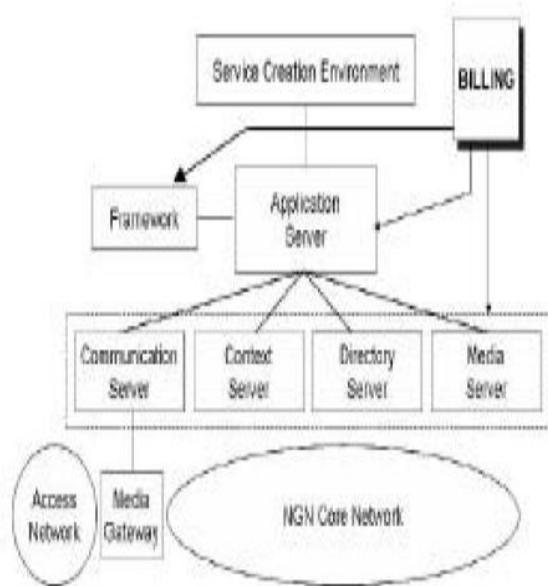 Service Creation Environment
BILLING
Framework
Application
Server
Communication
Server
Context
Server
Directory
Server
Media
Server
Access
Network
Media
Gateway
NGN Core Network